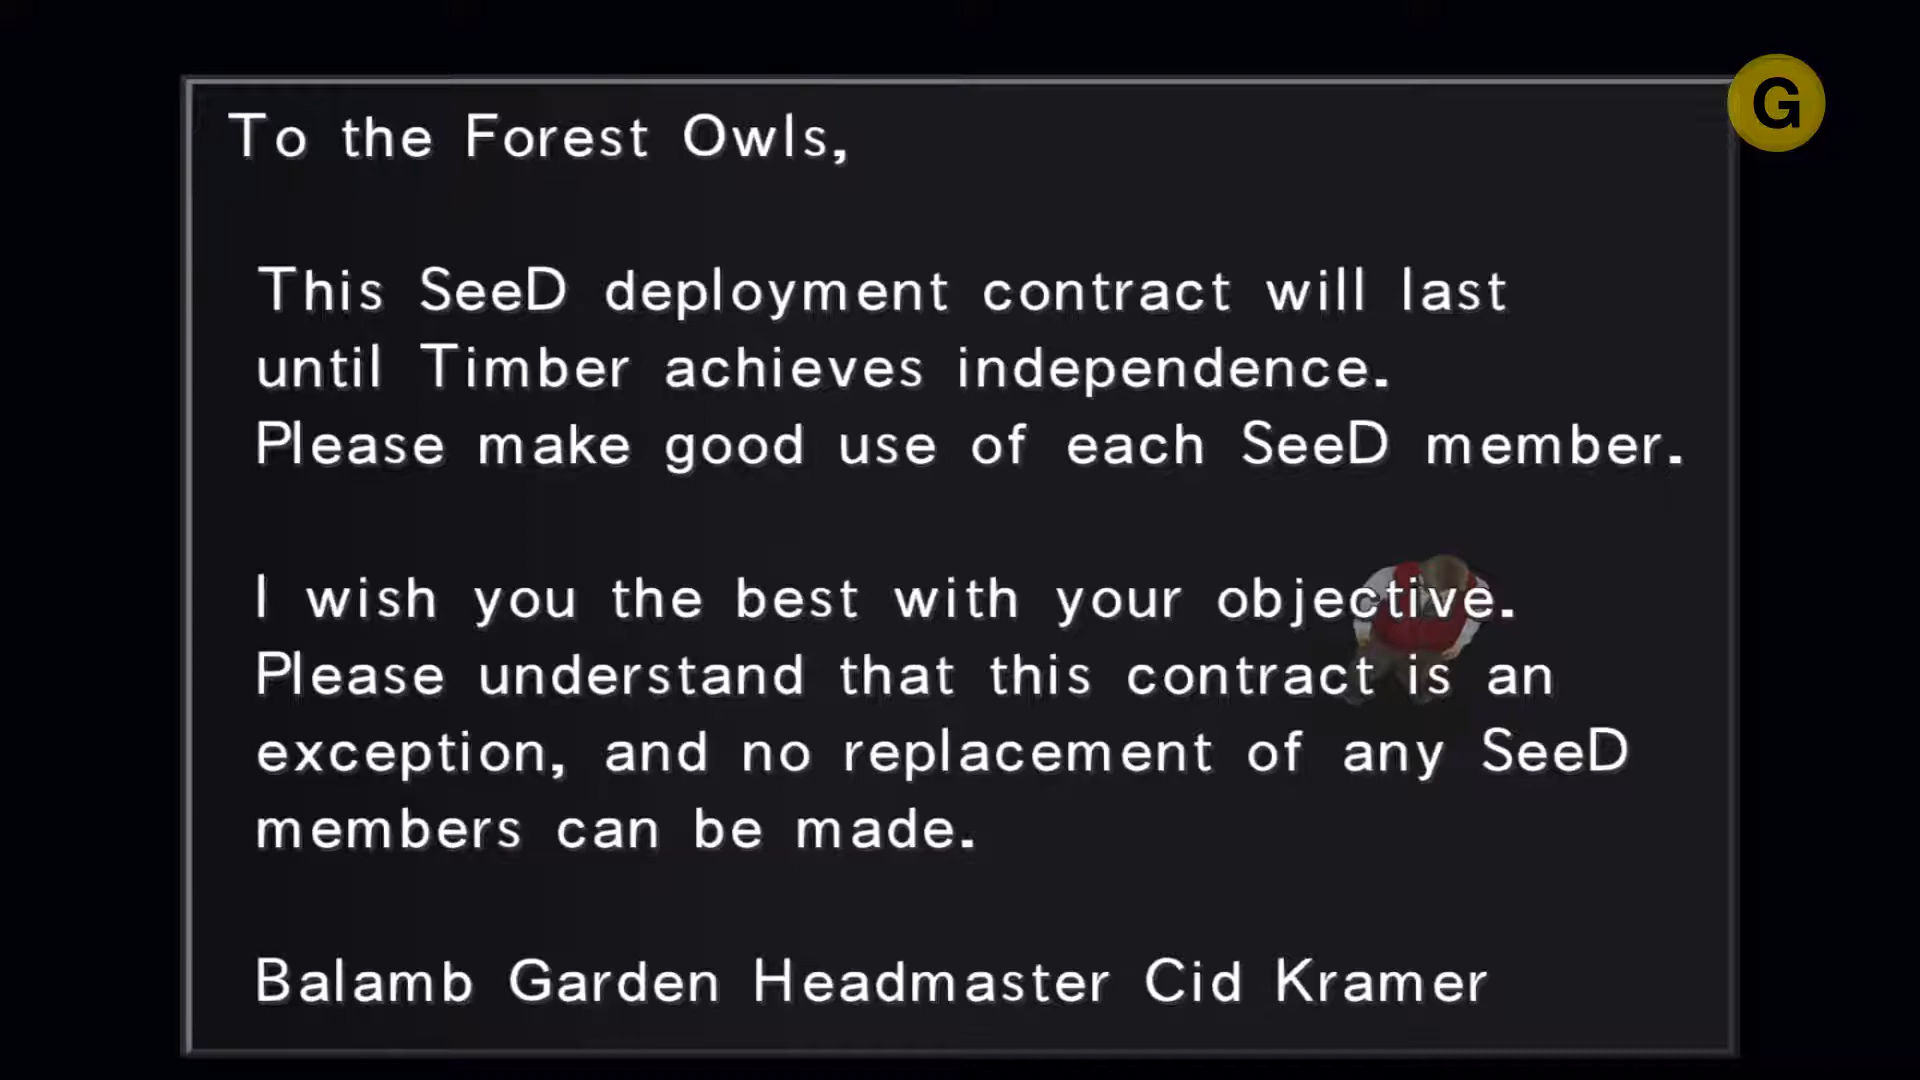 G
To the Forest Owls,
This SeeD deployment contract will last
until Timber achieves independence.
Please make good use of each SeeD member.
I wish you the best with your objective.
Please understand that this contract is an
exception, and no replacement of any SeeD
members can be made.
Balamb Garden Headmaster Cid Kramer